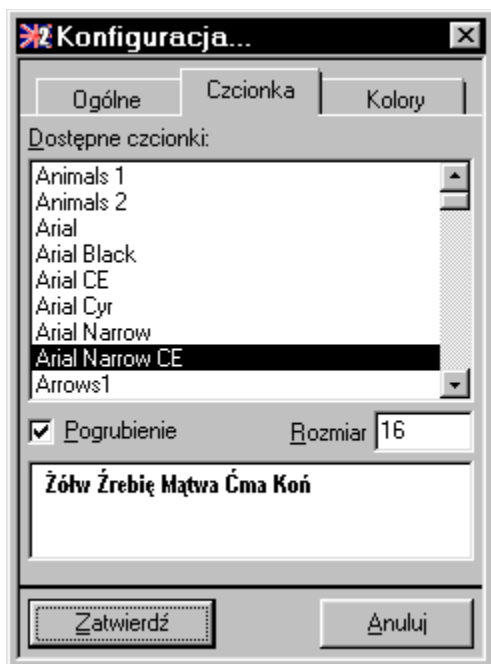 Konfiguracja...
Ogólne Czcionka Kolory
Dostępne czcionki:
Animals 1
Animals 2
Arial
Arial Black
Arial CE
Arial Cyr
Arial Narrow
Arial Narrow CE
Arrows1
Pogrubienie Rozmiar 16
Żółw Źrebię Mątwa Ćma Koń
Zatwierdź Anuluj